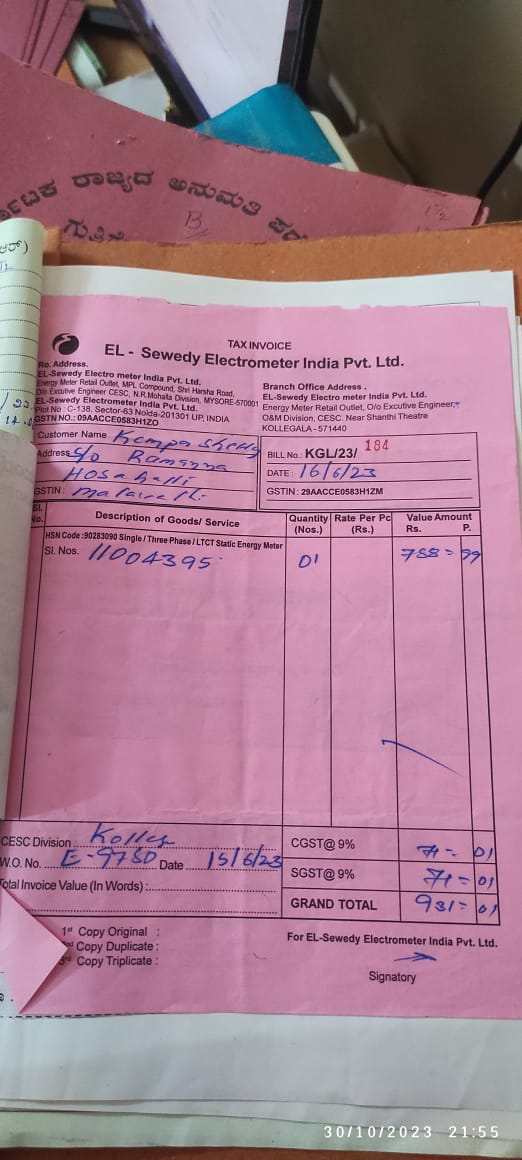 ರಾಜ್ಯದ ಅನುಮತಿ
B
TAX INVOICE
EL - Sewedy Electrometer India Pvt. Ltd.
Ro. Address.
EL-Sewedy Electro meter India Pvt. Ltd.
Energy Meter Retail Outlet, MPL Compound, Shri Harsha Road,
O/o Excutive Engineer CESC, N.R.Mohalla Division, MYSORE-570001
EL-Sewedy Electrometer India Pvt. Ltd.
Plot No : C-138, Sector-63 Noida-201301 UP, INDIA
GSTN NO.: 09AACCE0583H1ZO
Branch Office Address .
EL-Sewedy Electro meter India Pvt. Ltd.
Energy Meter Retail Outlet, O/o Excutive Engineer,
O&M Division, CESC. Near Shanthi Theatre
KOLLEGALA - 571440
Customer Name Kempa Shetty
Address S/o Ramanna
Hosahalli
GSTIN :
BILL No.: KGL/23/ 184
DATE : 16/6/23
GSTIN : 29AACCE0583H1ZM
Sl. No. Description of Goods/ Service Quantity (Nos.) Rate Per Pc (Rs.) Value Amount Rs. P.
HSN Code :90283090 Single / Three Phase / LTCT Static Energy Meter
Sl. Nos. 11004395 01 788=99
CESC Division Kolleg CGST@ 9% 71= 01
W.O. No. E-9750 Date 15/6/23
SGST@ 9% 71=01
Total Invoice Value (In Words) :
GRAND TOTAL 931=01
1st Copy Original :
Copy Duplicate :
Copy Triplicate :
For EL-Sewedy Electrometer India Pvt. Ltd.
Signatory
30/10/2023 21:55